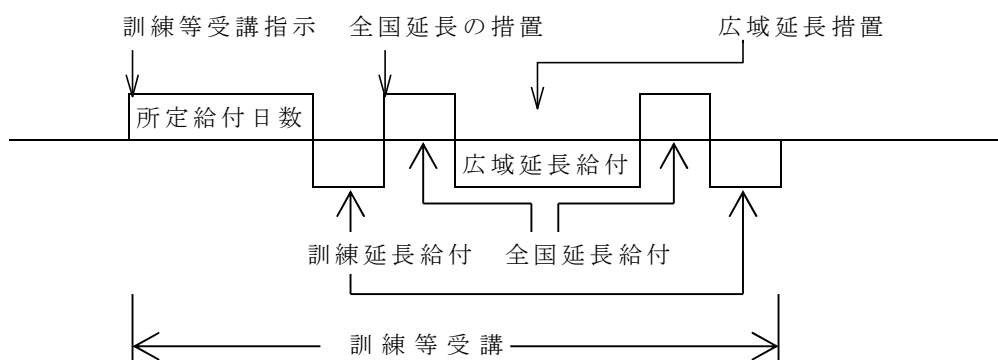 訓練等受講指示　全国延長の措置　広域延長措置
所定給付日数
広域延長給付
訓練延長給付　全国延長給付
訓練等受講